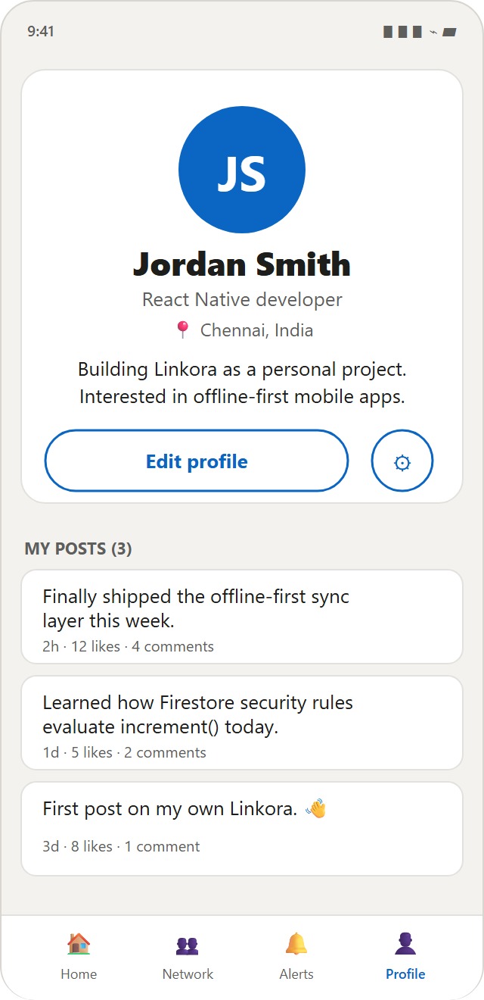 9:41
JS
Jordan Smith
React Native developer
📍 Chennai, India
Building Linkora as a personal project.
Interested in offline-first mobile apps.
Edit profile
MY POSTS (3)
Finally shipped the offline-first sync
layer this week.
2h · 12 likes · 4 comments
Learned how Firestore security rules
evaluate increment() today.
1d · 5 likes · 2 comments
First post on my own Linkora. 👋
3d · 8 likes · 1 comment
Home
Network
Alerts
Profile